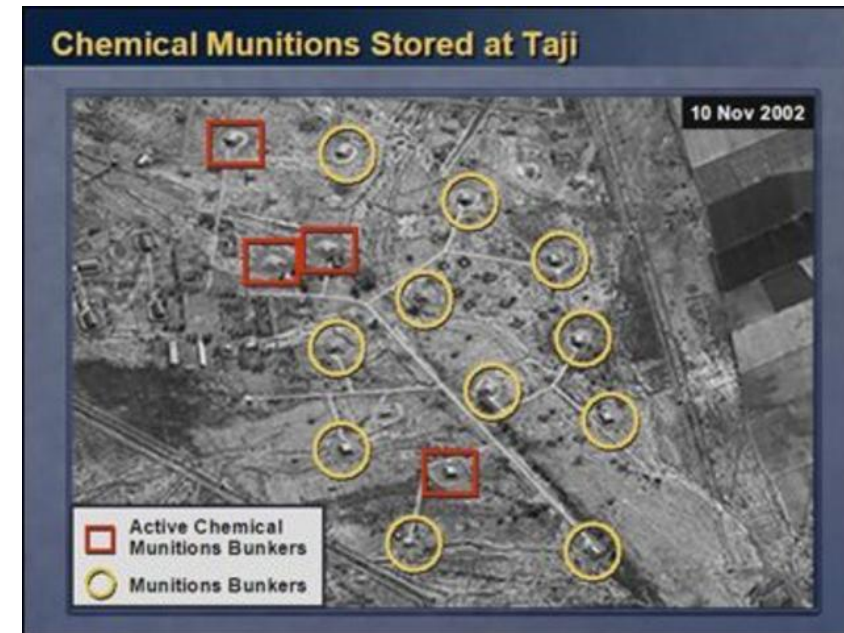 Chemical Munitions Stored at Taji
10 Nov 2002
Active Chemical
Munitions Bunkers
Munitions Bunkers